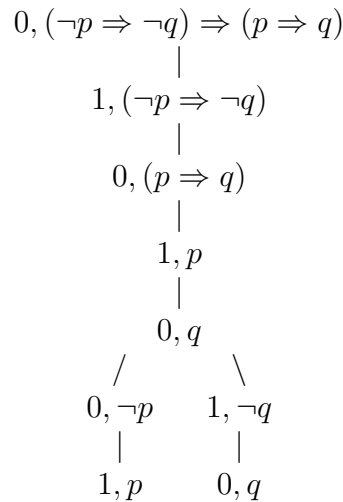 0, (¬p ⇒ ¬q) ⇒ (p ⇒ q)
1, (¬p ⇒ ¬q)
0, (p ⇒ q)
1, p
0, q
0, ¬p 1, ¬q
1, p 0, q